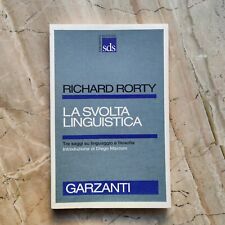 sds
RICHARD RORTY
LA SVOLTA
LINGUISTICA
Tre saggi su linguaggio e filosofia
Introduzione di Diego Marconi
GARZANTI